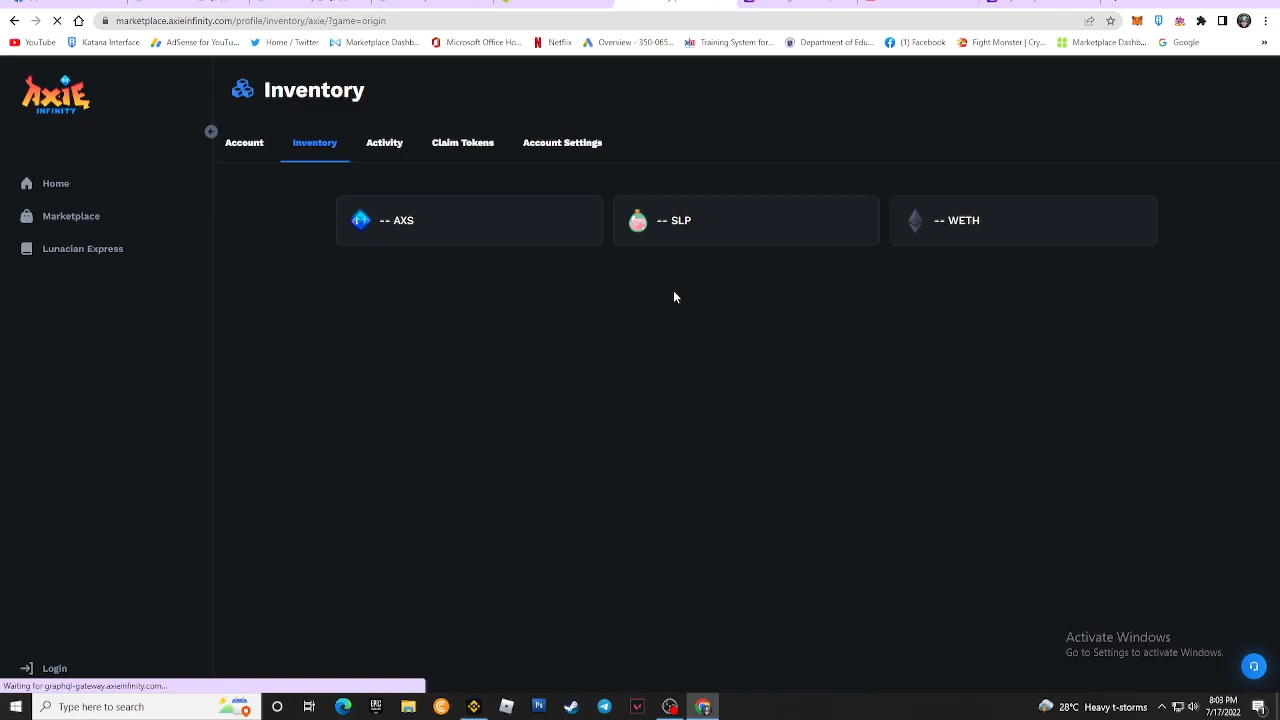 marketplace.axieinfinity.com/profile/inventory/axie/?game=origin
YouTube
Katana Interface
AdSense for YouTu...
Home / Twitter
Marketplace Dashb...
Microsoft Office Ho...
Netflix
Overview - 350-065...
Training System for...
Department of Edu...
(1) Facebook
Fight Monster | Cry...
Marketplace Dashb...
Google
»
AXIE
INFINITY
Inventory
Account
Inventory
Activity
Claim Tokens
Account Settings
Home
Marketplace
Lunacian Express
-- AXS
-- SLP
-- WETH
Activate Windows
Go to Settings to activate Windows.
Login
Waiting for graphql-gateway.axieinfinity.com...
Type here to search
28°C Heavy t-storms
8:03 PM
7/17/2022